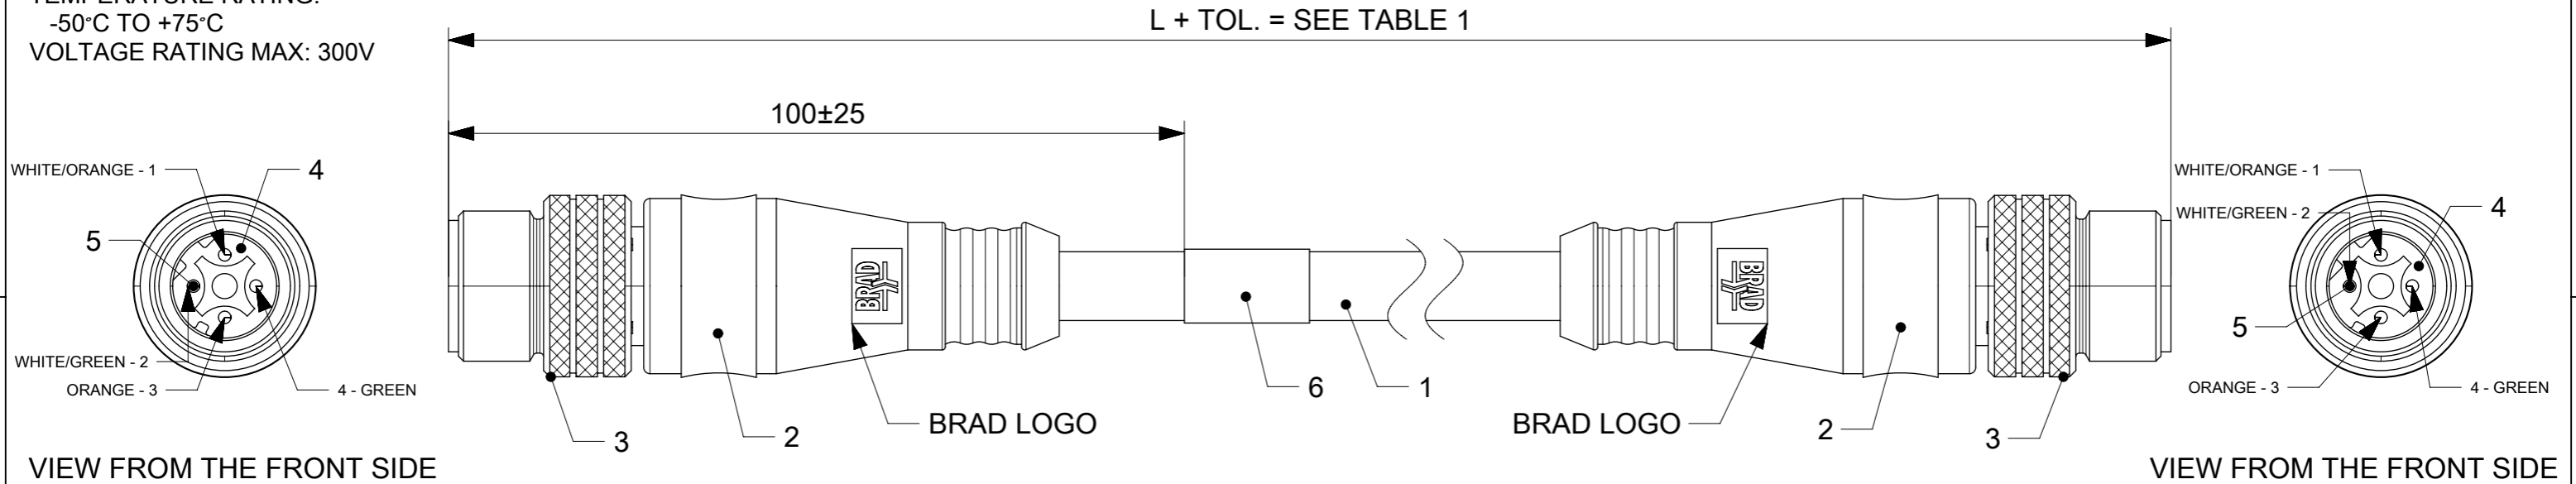 TEMPERATURE RATING:
-50°C TO +75°C
VOLTAGE RATING MAX: 300V
L + TOL. = SEE TABLE 1
100±25
WHITE/ORANGE - 1
4
5
WHITE/GREEN - 2
ORANGE - 3
4 - GREEN
VIEW FROM THE FRONT SIDE
3
2
BRAD
BRAD LOGO
6
1
BRAD
BRAD LOGO
2
3
WHITE/ORANGE - 1
WHITE/GREEN - 2
4
5
ORANGE - 3
4 - GREEN
VIEW FROM THE FRONT SIDE